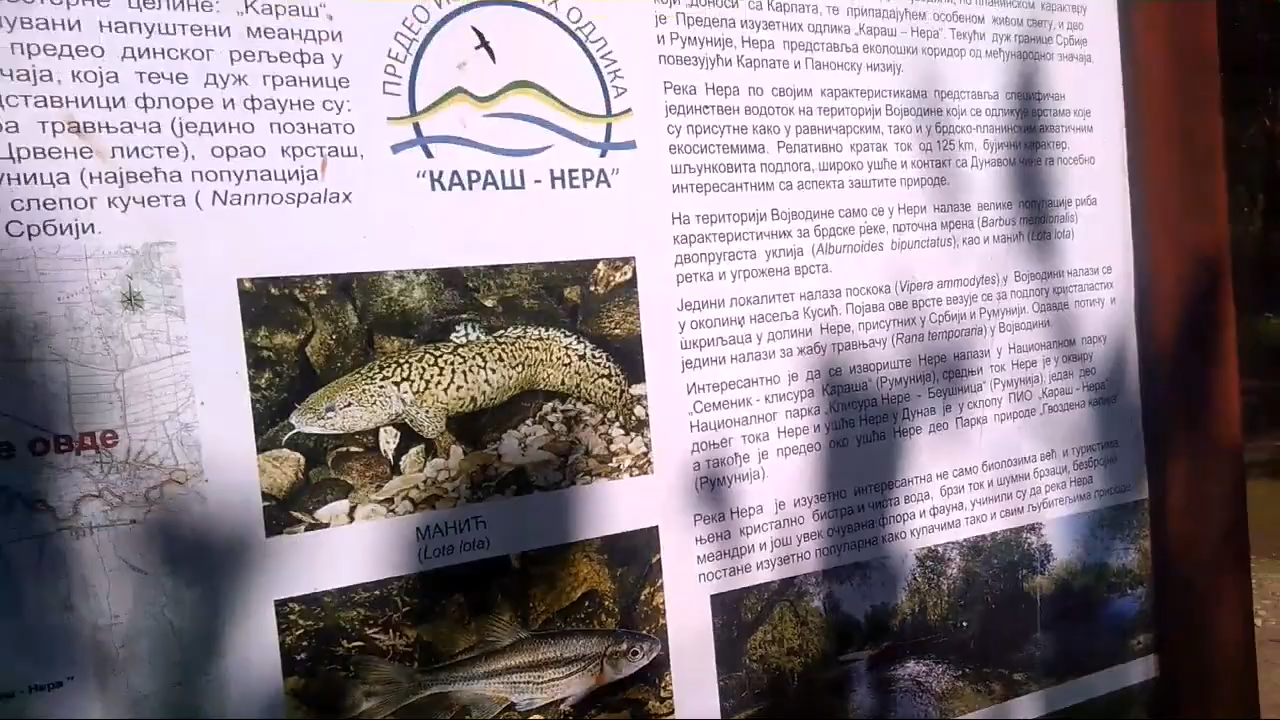 целине: „Караш“,
напуштени меандри
предео динског рељефа у
која тече дуж границе
флоре и фауне су:
травњача (једино познато
Црвене листе), орао крсташ,
(највећа популација
слепог кучета ( Nannospalax
Србији.
овде
Нера "
ПРЕДЕО ОДЛИКА
“КАРАШ - НЕРА”
МАНИЋ
(Lota lota)
„Доноси“ са Карпата, те припадајућем особеном живом свету, и део
је Предела изузетних одлика „Караш – Нера“. Текући дуж границе Србије
и Румуније, Нера представља еколошки коридор од међународног значаја,
повезујући Карпате и Панонску низију.
Река Нера по својим карактеристикама представља специфичан
јединствен водоток на територији Војводине који се одликује врстама које
су присутне како у равничарским, тако и у брдско-планинским акватичним
екосистемима. Релативно кратак ток од 125 km, бујични карактер,
шљунковита подлога, широко ушће и контакт са Дунавом чине га посебно
интересантним са аспекта заштите природе.
На територији Војводине само се у Нери налазе велике популације риба
карактеристичних за брдске реке, поточна мрена (Barbus meridionalis)
двопругаста уклија (Alburnoides bipunctatus), као и манић (Lota lota)
ретка и угрожена врста.
Једини локалитет налаза поскока (Vipera ammodytes) у Војводини налази се
у околини насеља Кусић. Појава ове врсте везује се за подлогу кристаластих
шкриљаца у долини Нере, присутних у Србији и Румунији. Одавде потичу и
једини налази за жабу травњачу (Rana temporaria) у Војводини.
Интересантно је да се извориште Нере налази у Националном парку
„Семеник - клисура Караша“ (Румунија), средњи ток Нере је у оквиру
Националног парка „Клисура Нере - Беушница“ (Румунија), један део
доњег тока Нере и ушће Нере у Дунав је у склопу ПИО „Караш - Нера“
а такође је предео око ушћа Нере део Парка природе „Гвоздена капија“
(Румунија).
Река Нера је изузетно интересантна не само биолозима већ и туристима
њена кристално бистра и чиста вода, брзи ток и шумни брзаци, безбројни
меандри и још увек очувана флора и фауна, учинили су да река Нера
постане изузетно популарна како купачима тако и свим љубитељима природе